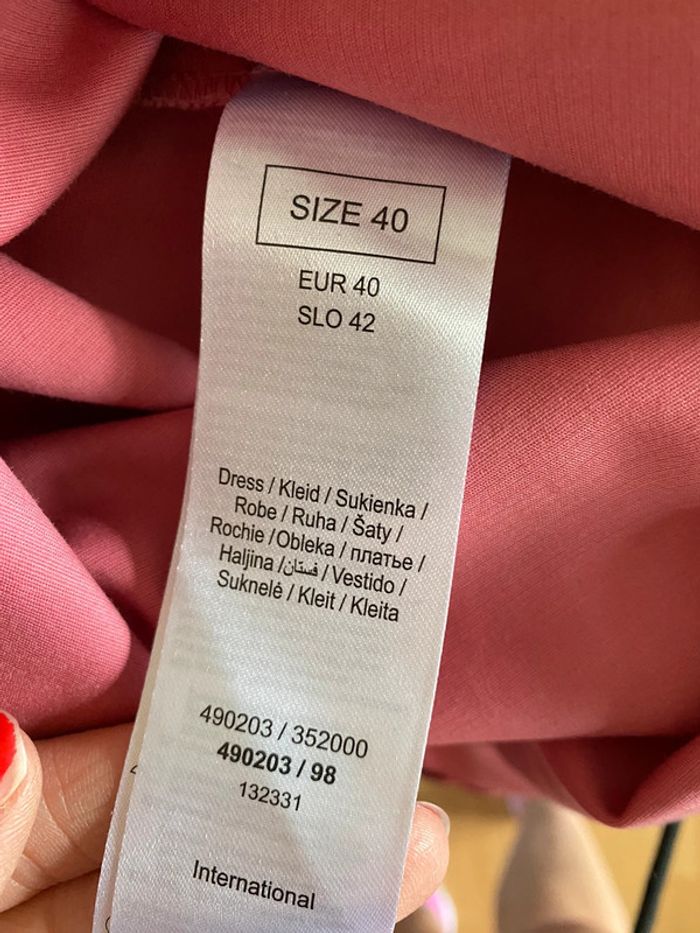 SIZE 40
EUR 40
SLO 42
Dress / Kleid / Sukienka /
Robe / Ruha / Šaty /
Rochie /Obleka / платье /
Haljina /فستان / Vestido /
Suknelė / Kleit / Kleita
490203 / 352000
490203 / 98
132331
International